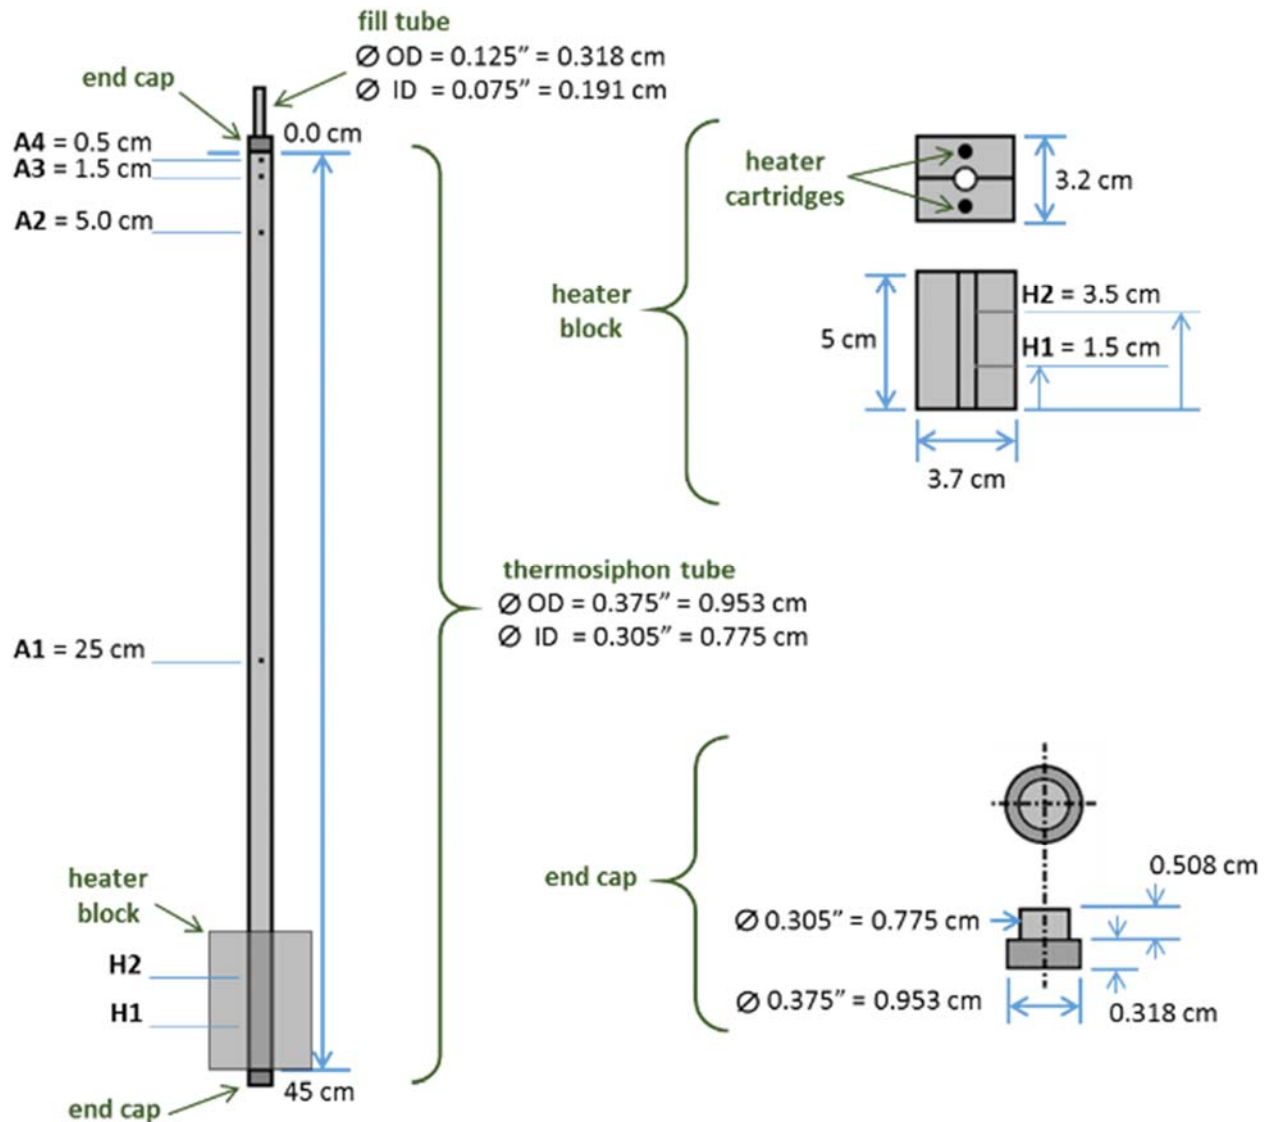 fill tube
∅ OD = 0.125″ = 0.318 cm
∅ ID = 0.075″ = 0.191 cm
end cap
0.0 cm
A4 = 0.5 cm
A3 = 1.5 cm
A2 = 5.0 cm
A1 = 25 cm
heater
block
H2
H1
end cap
45 cm
heater
cartridges
3.2 cm
heater
block
5 cm
H2 = 3.5 cm
H1 = 1.5 cm
3.7 cm
thermosiphon tube
∅ OD = 0.375″ = 0.953 cm
∅ ID = 0.305″ = 0.775 cm
end cap
0.508 cm
∅ 0.305″ = 0.775 cm
∅ 0.375″ = 0.953 cm
0.318 cm